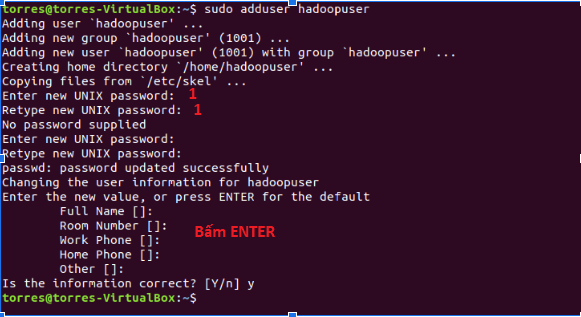 torres@torres-VirtualBox:~$ sudo adduser hadoopuser
Adding user `hadoopuser' ...
Adding new group `hadoopuser' (1001) ...
Adding new user `hadoopuser' (1001) with group `hadoopuser' ...
Creating home directory `/home/hadoopuser' ...
Copying files from `/etc/skel' ...
Enter new UNIX password: 1
Retype new UNIX password: 1
No password supplied
Enter new UNIX password:
Retype new UNIX password:
passwd: password updated successfully
Changing the user information for hadoopuser
Enter the new value, or press ENTER for the default
Full Name []:
Room Number []:
Work Phone []: Bấm ENTER
Home Phone []:
Other []:
Is the information correct? [Y/n] y
torres@torres-VirtualBox:~$